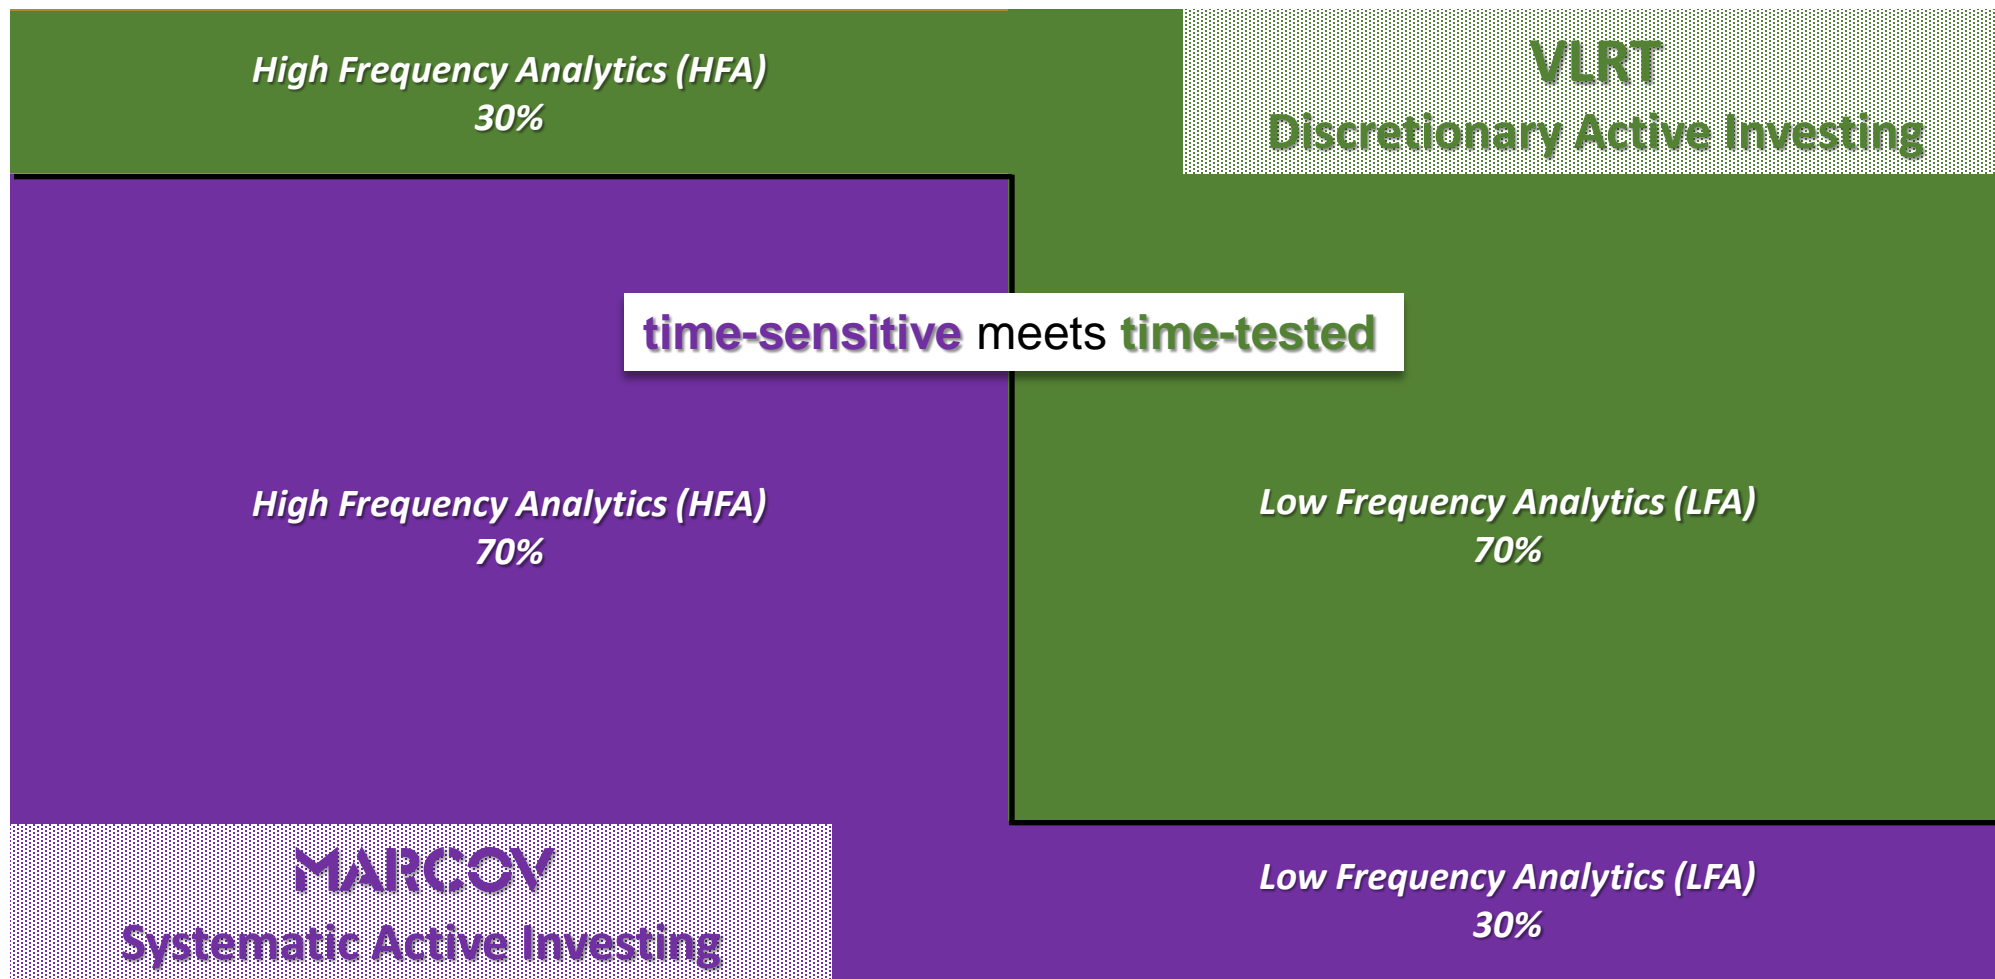 High Frequency Analytics (HFA)
30%
VLRT
Discretionary Active Investing
time-sensitive meets time-tested
High Frequency Analytics (HFA)
70%
Low Frequency Analytics (LFA)
70%
MARCOV
Systematic Active Investing
Low Frequency Analytics (LFA)
30%